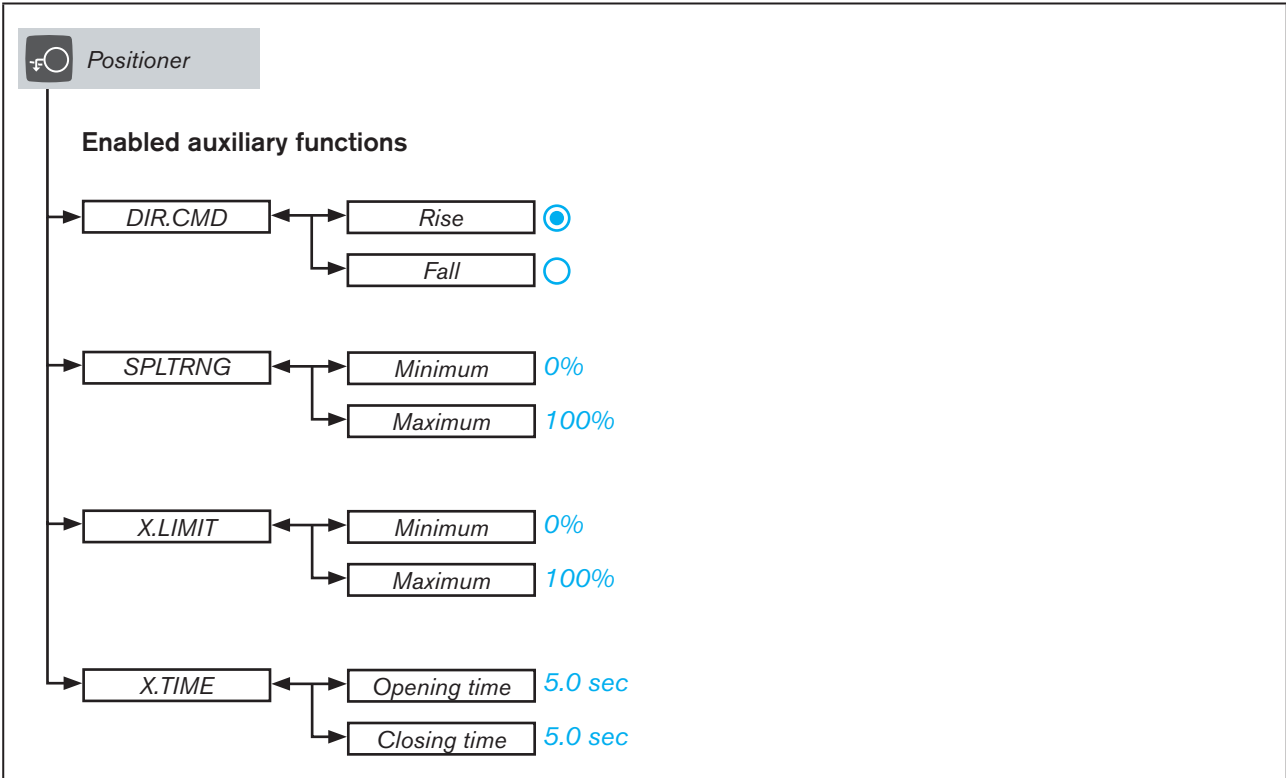 Positioner
Enabled auxiliary functions
DIR.CMD
Rise
Fall
SPLTRNG
Minimum 0%
Maximum 100%
X.LIMIT
Minimum 0%
Maximum 100%
X.TIME
Opening time 5.0 sec
Closing time 5.0 sec